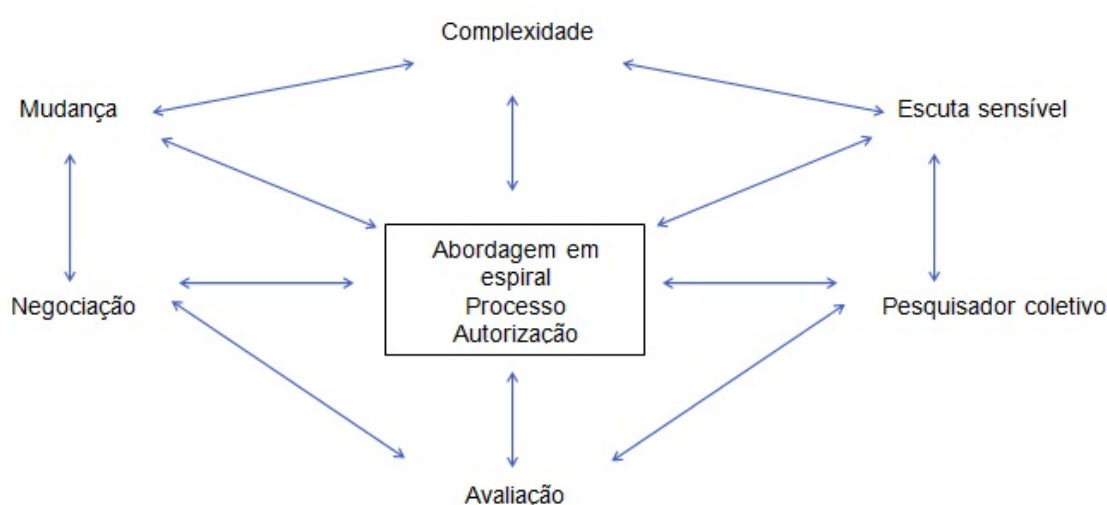 Complexidade
Mudança
Escuta sensível
Abordagem em
espiral
Processo
Autorização
Negociação
Pesquisador coletivo
Avaliação